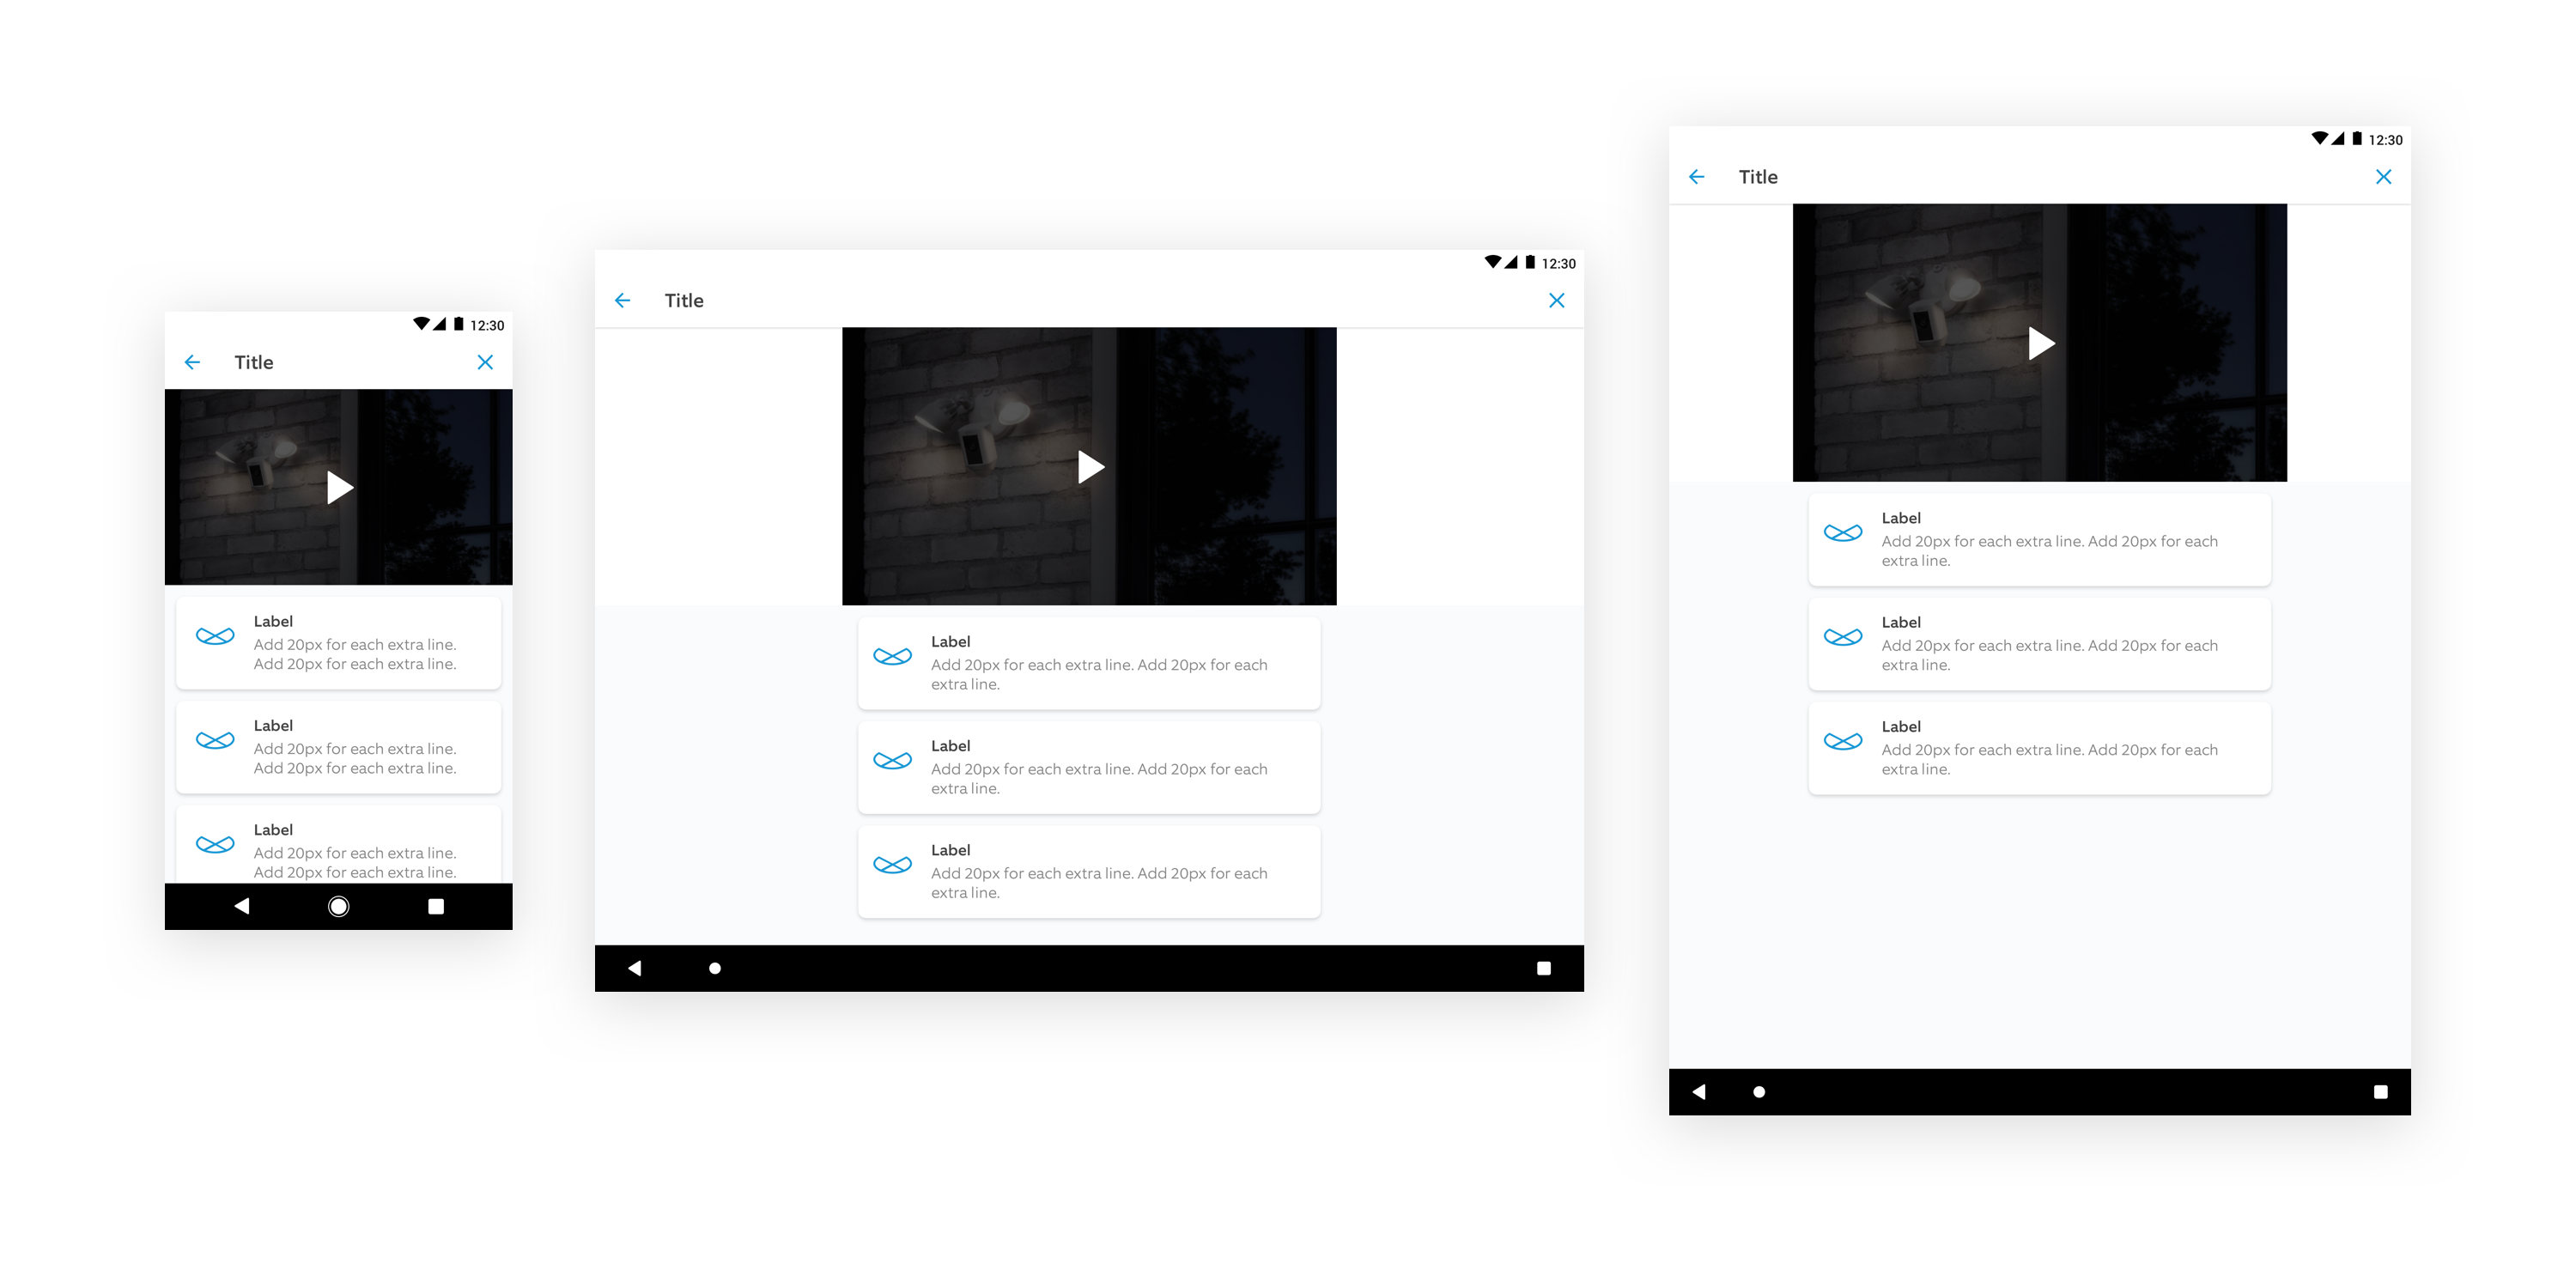 12:30
Title
Label
Add 20px for each extra line.
Add 20px for each extra line.
Label
Add 20px for each extra line.
Add 20px for each extra line.
Label
Add 20px for each extra line.
Add 20px for each extra line.
12:30
Title
Label
Add 20px for each extra line. Add 20px for each
extra line.
Label
Add 20px for each extra line. Add 20px for each
extra line.
Label
Add 20px for each extra line. Add 20px for each
extra line.
12:30
Title
Label
Add 20px for each extra line. Add 20px for each
extra line.
Label
Add 20px for each extra line. Add 20px for each
extra line.
Label
Add 20px for each extra line. Add 20px for each
extra line.